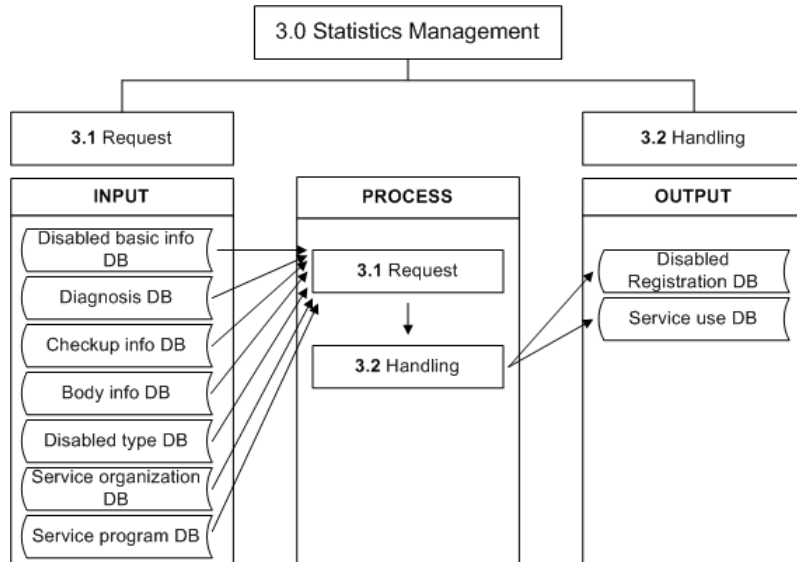 3.0 Statistics Management
3.1 Request
3.2 Handling
INPUT
Disabled basic info
DB
Diagnosis DB
Checkup info DB
Body info DB
Disabled type DB
Service organization
DB
Service program DB
PROCESS
3.1 Request
3.2 Handling
OUTPUT
Disabled
Registration DB
Service use DB